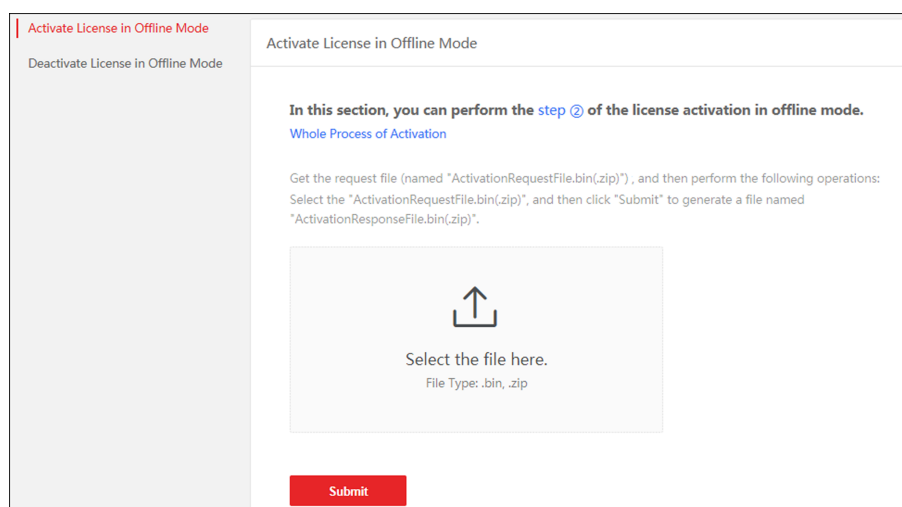 Activate License in Offline Mode
Deactivate License in Offline Mode
Activate License in Offline Mode
In this section, you can perform the step ② of the license activation in offline mode.
Whole Process of Activation
Get the request file (named "ActivationRequestFile.bin(.zip)") , and then perform the following operations:
Select the "ActivationRequestFile.bin(.zip)", and then click "Submit" to generate a file named
"ActivationResponseFile.bin(.zip)".
Select the file here.
File Type: .bin, .zip
Submit